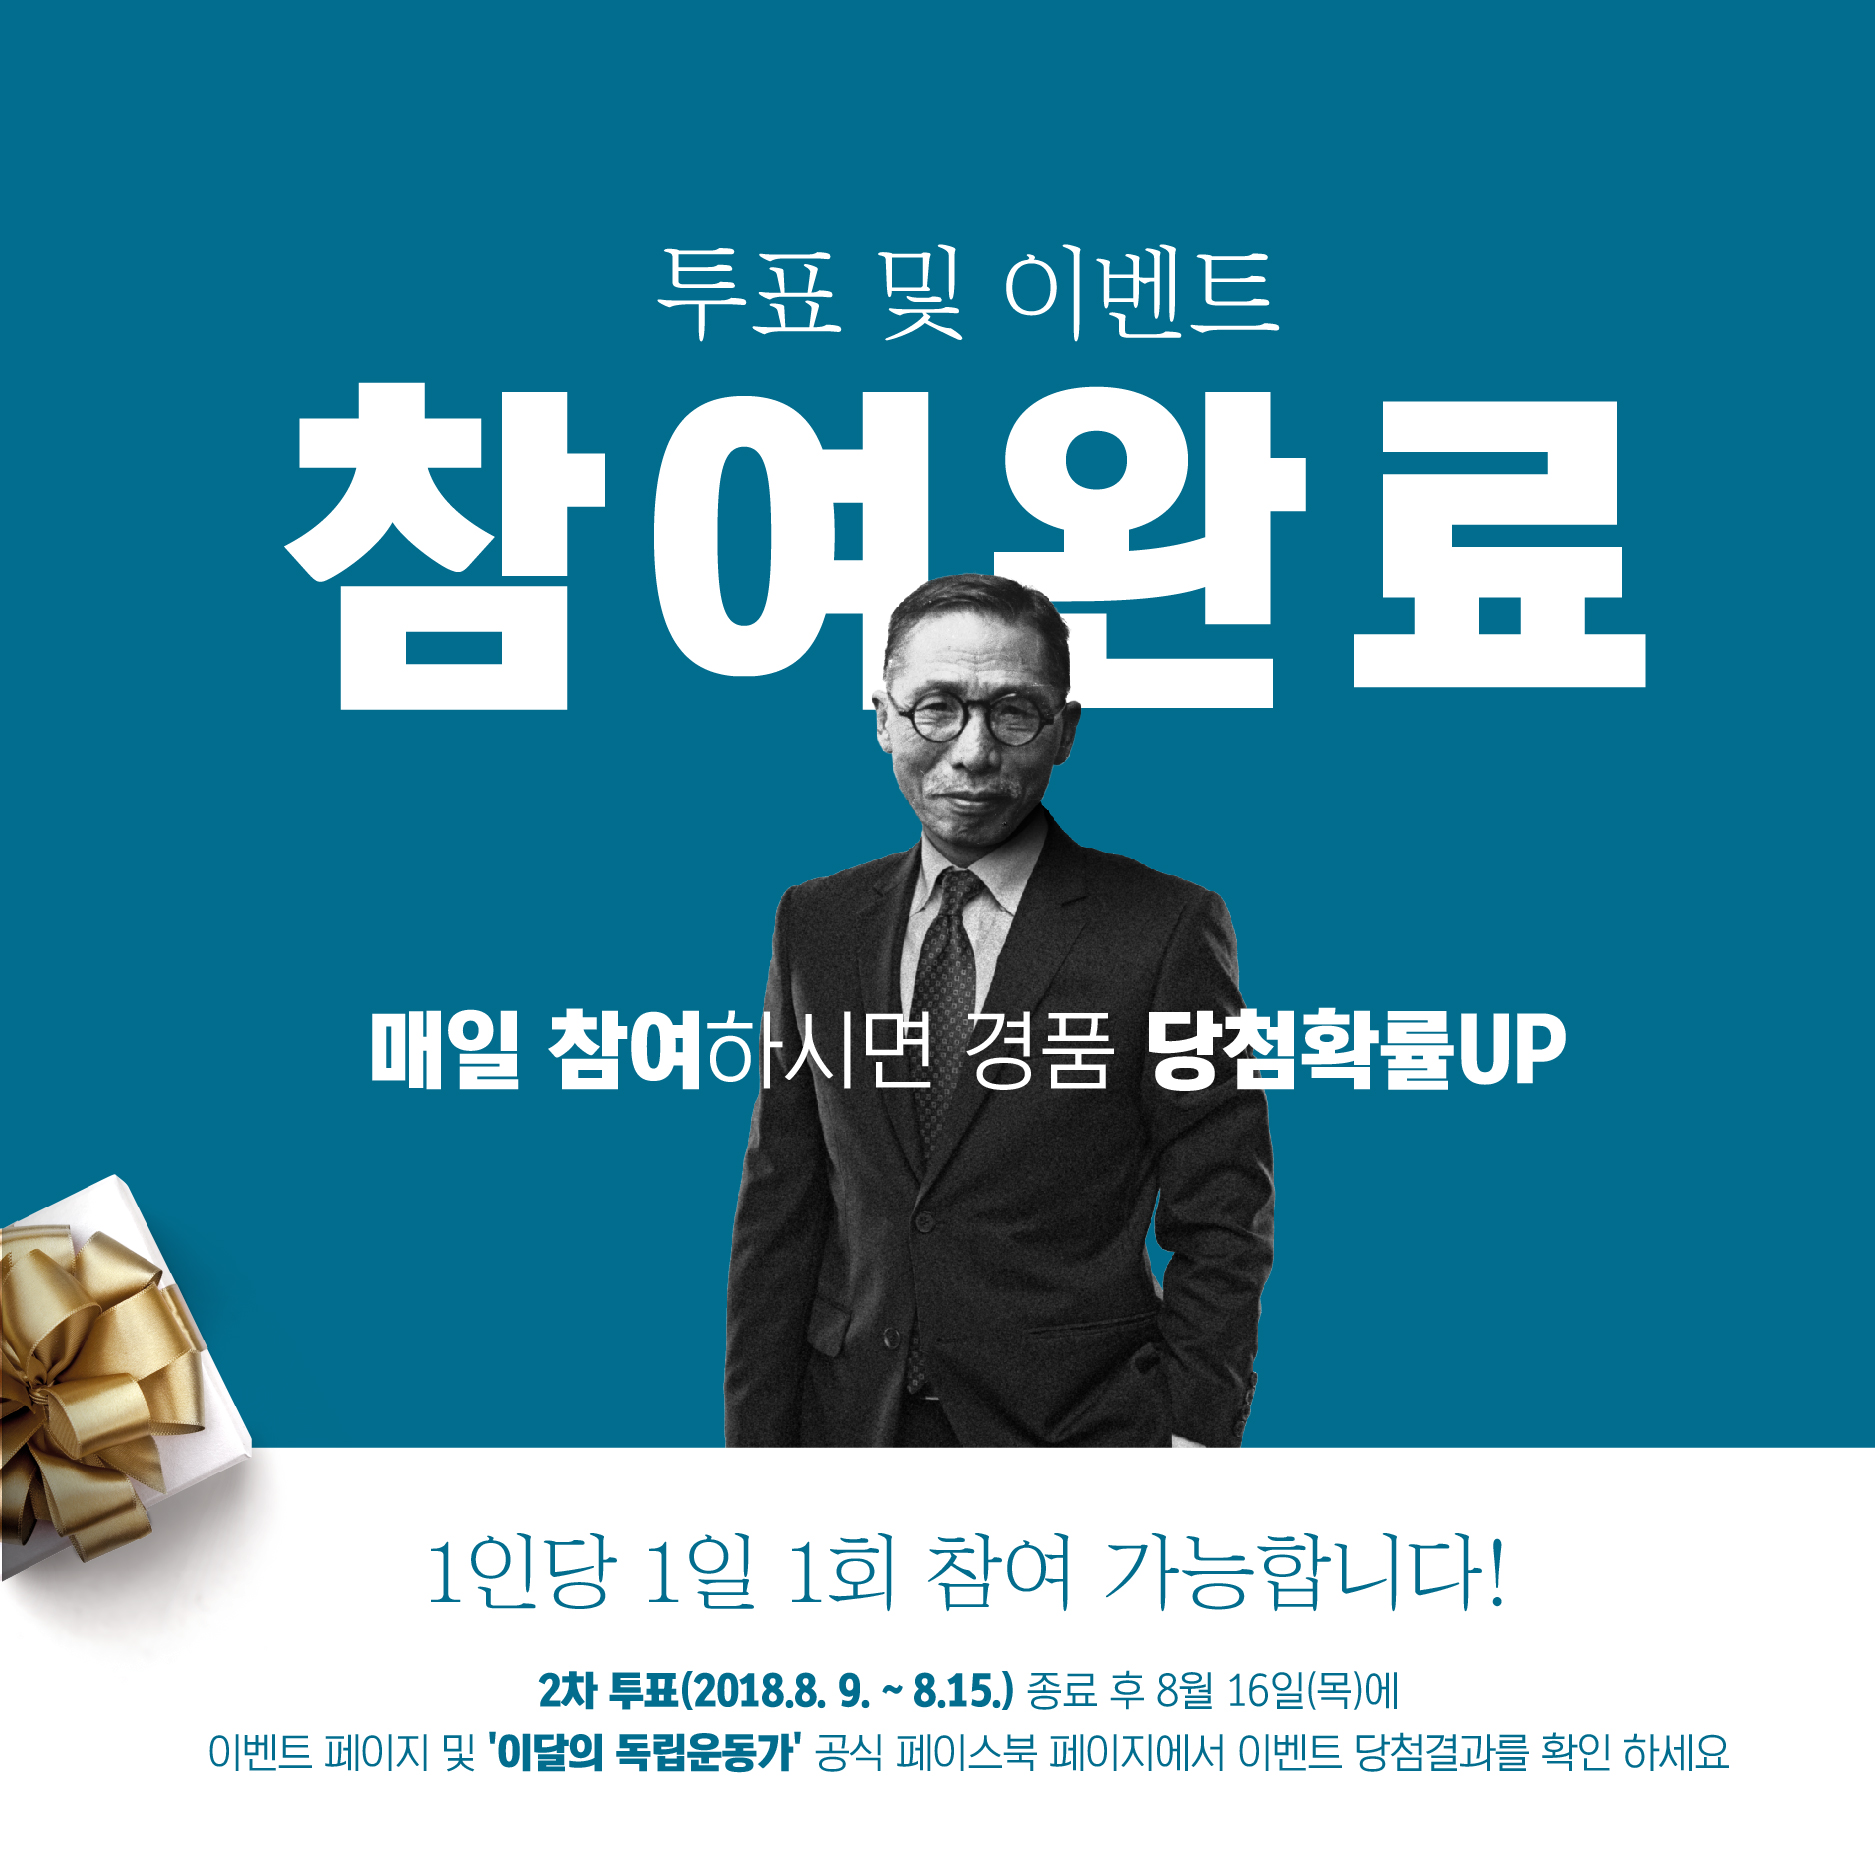 투표 및 이벤트
참여완료
매일 참여하시면 경품 당첨확률UP
1인당 1일 1회 참여 가능합니다!
2차 투표(2018.8. 9. ~ 8.15.) 종료 후 8월 16일(목)에
이벤트 페이지 및 '이달의 독립운동가' 공식 페이스북 페이지에서 이벤트 당첨결과를 확인 하세요